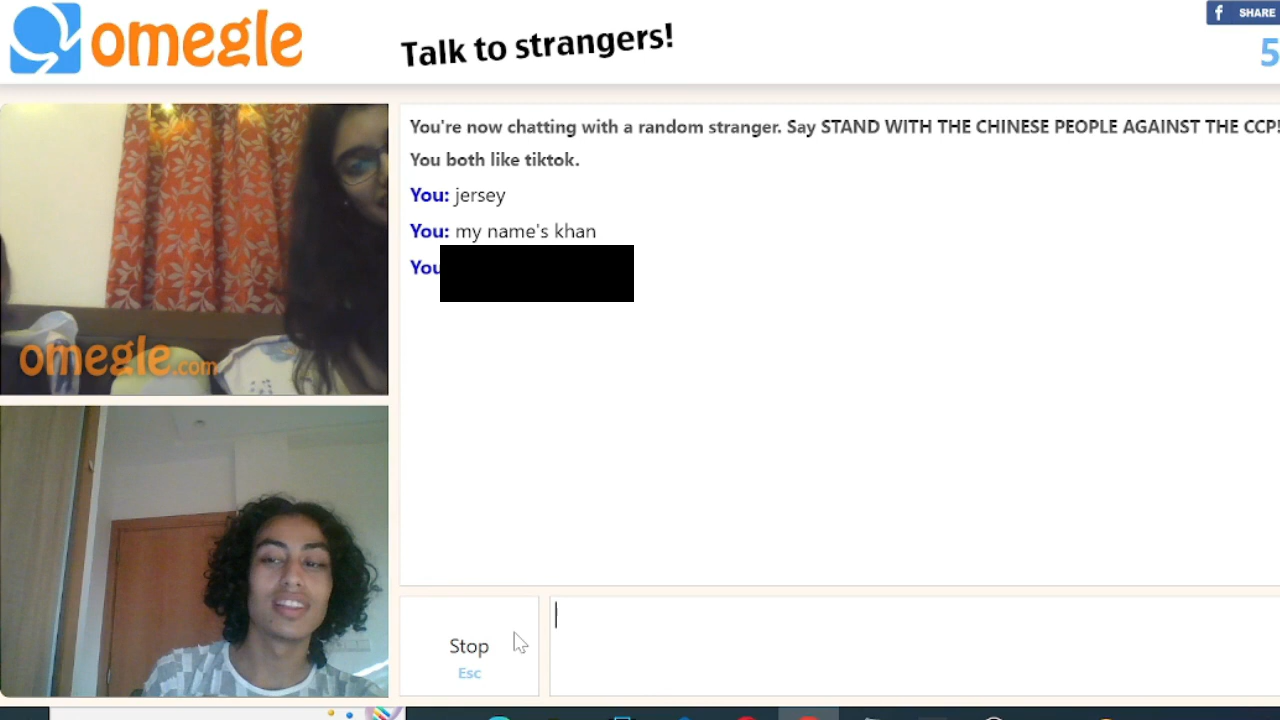 omegle
Talk to strangers!
f SHARE
5
You're now chatting with a random stranger. Say STAND WITH THE CHINESE PEOPLE AGAINST THE CCP!
You both like tiktok.
You: jersey
You: my name's khan
You
omegle.com
Stop
Esc